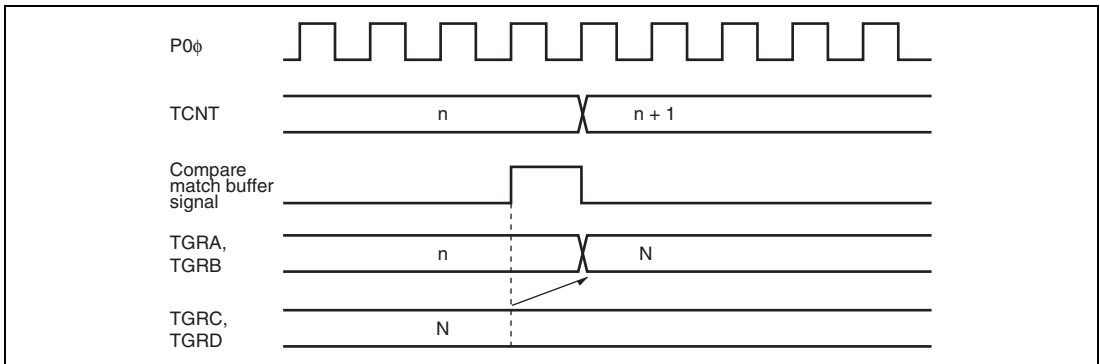 P0ϕ
TCNT
n
n + 1
Compare
match buffer
signal
TGRA,
TGRB
n
N
TGRC,
TGRD
N